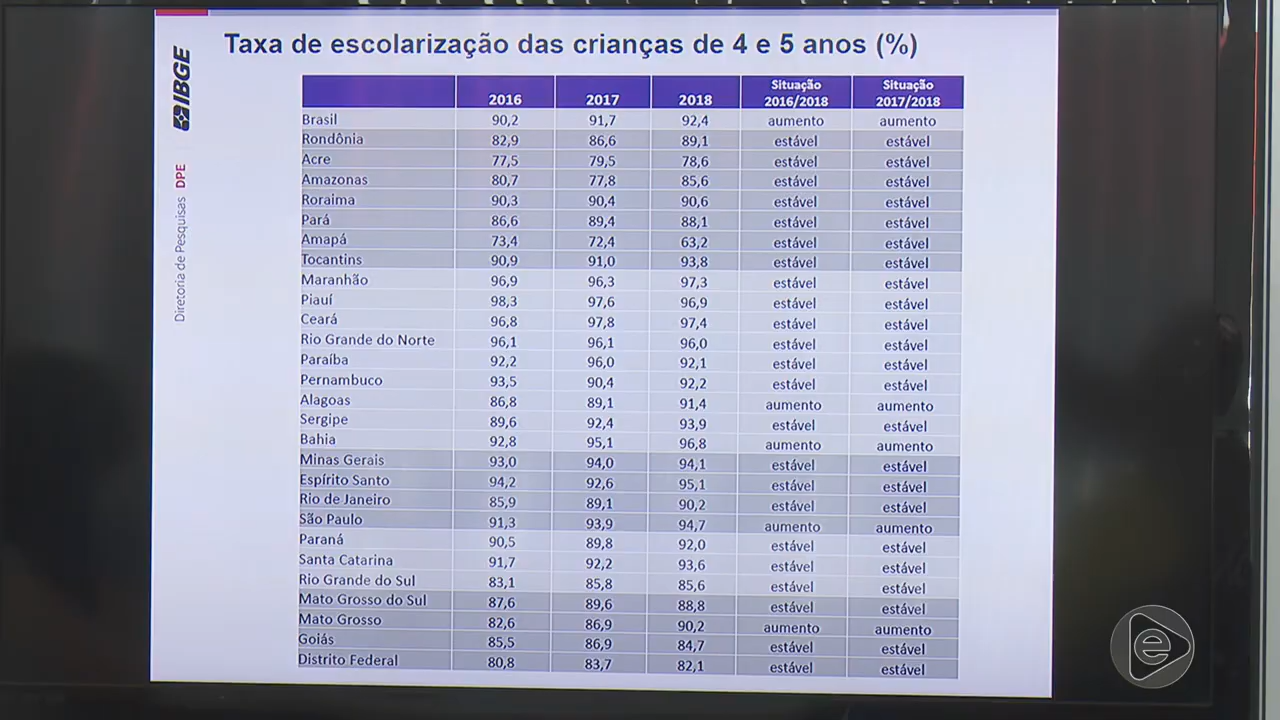 Taxa de escolarização das crianças de 4 e 5 anos (%)
IBGE
Diretoria de Pesquisas DPE
2016 2017 2018 Situação 2016/2018 Situação 2017/2018
Brasil 90,2 91,7 92,4 aumento aumento
Rondônia 82,9 86,6 89,1 estável estável
Acre 77,5 79,5 78,6 estável estável
Amazonas 80,7 77,8 85,6 estável estável
Roraima 90,3 90,4 90,6 estável estável
Pará 86,6 89,4 88,1 estável estável
Amapá 73,4 72,4 63,2 estável estável
Tocantins 90,9 91,0 93,8 estável estável
Maranhão 96,9 96,3 97,3 estável estável
Piauí 98,3 97,6 96,9 estável estável
Ceará 96,8 97,8 97,4 estável estável
Rio Grande do Norte 96,1 96,1 96,0 estável estável
Paraíba 92,2 96,0 92,1 estável estável
Pernambuco 93,5 90,4 92,2 estável estável
Alagoas 86,8 89,1 91,4 aumento aumento
Sergipe 89,6 92,4 93,9 estável estável
Bahia 92,8 95,1 96,8 aumento aumento
Minas Gerais 93,0 94,0 94,1 estável estável
Espírito Santo 94,2 92,6 95,1 estável estável
Rio de Janeiro 85,9 89,1 90,2 estável estável
São Paulo 91,3 93,9 94,7 aumento aumento
Paraná 90,5 89,8 92,0 estável estável
Santa Catarina 91,7 92,2 93,6 estável estável
Rio Grande do Sul 83,1 85,8 85,6 estável estável
Mato Grosso do Sul 87,6 89,6 88,8 estável estável
Mato Grosso 82,6 86,9 90,2 aumento aumento
Goiás 85,5 86,9 84,7 estável estável
Distrito Federal 80,8 83,7 82,1 estável estável
e